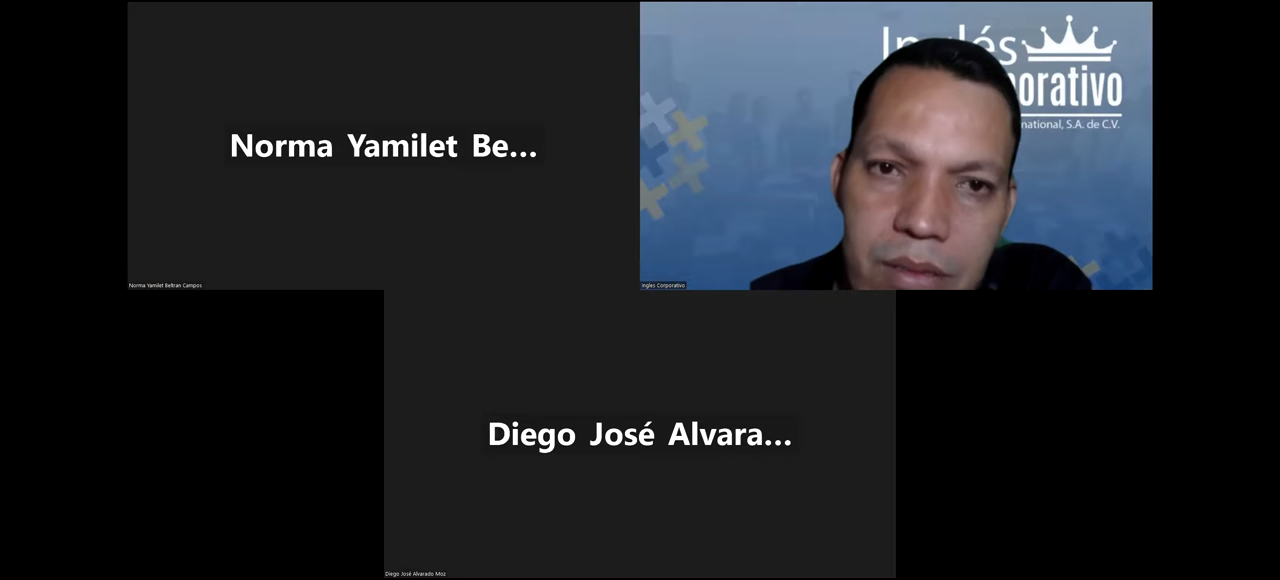 Norma Yamilet Be...
Norma Yamilet Beltran Campos
Inglés
orativo
national, S.A. de C.V.
Ingles Corporativo
Diego José Alvara...
Diego José Alvarado Moz